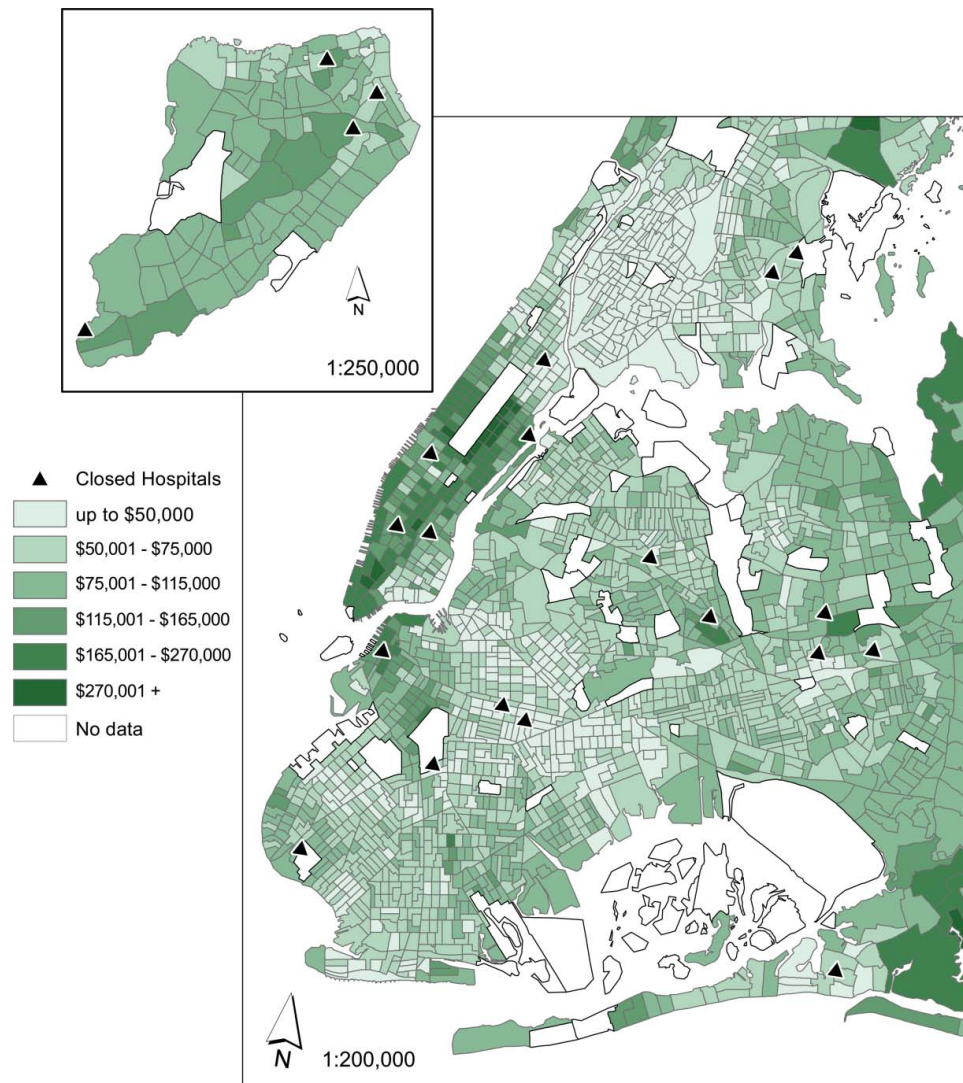 N
1:250,000
Closed Hospitals
up to $50,000
$50,001 - $75,000
$75,001 - $115,000
$115,001 - $165,000
$165,001 - $270,000
$270,001 +
No data
N
1:200,000